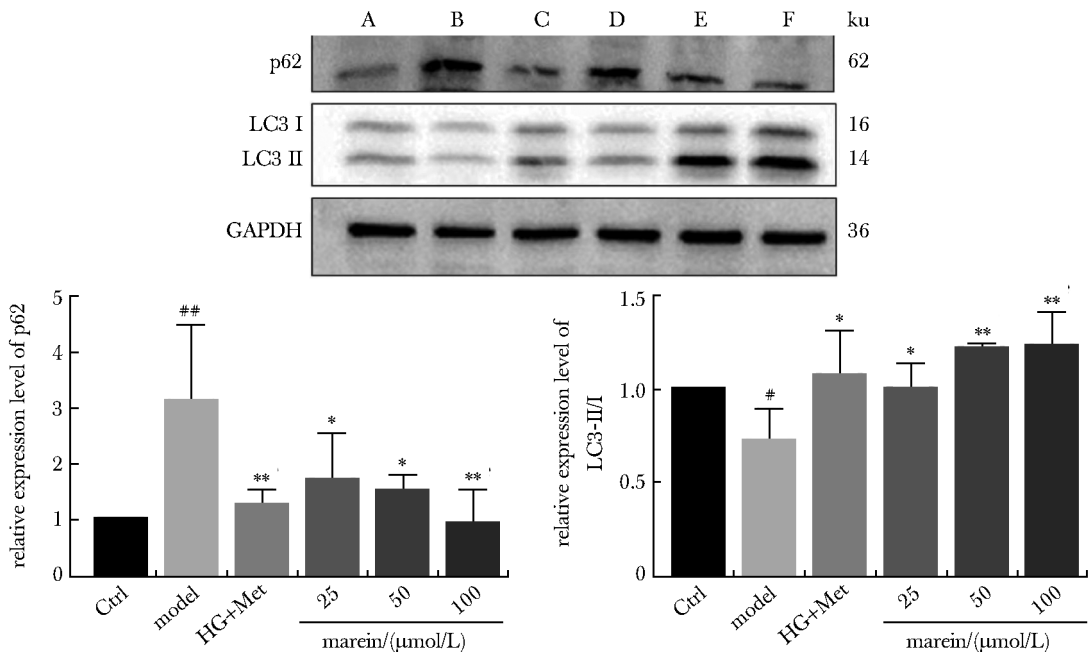 A B C D E F ku
p62 62
LC3 I 16
LC3 II 14
GAPDH 36
relative expression level of p62
5
4
3
2
1
0
##
**
*
*
**
Ctrl model HG+Met 25 50 100
marein/(μmol/L)
relative expression level of
LC3-II/I
1.5
1.0
0.5
0
#
*
*
**
**
Ctrl model HG+Met 25 50 100
marein/(μmol/L)